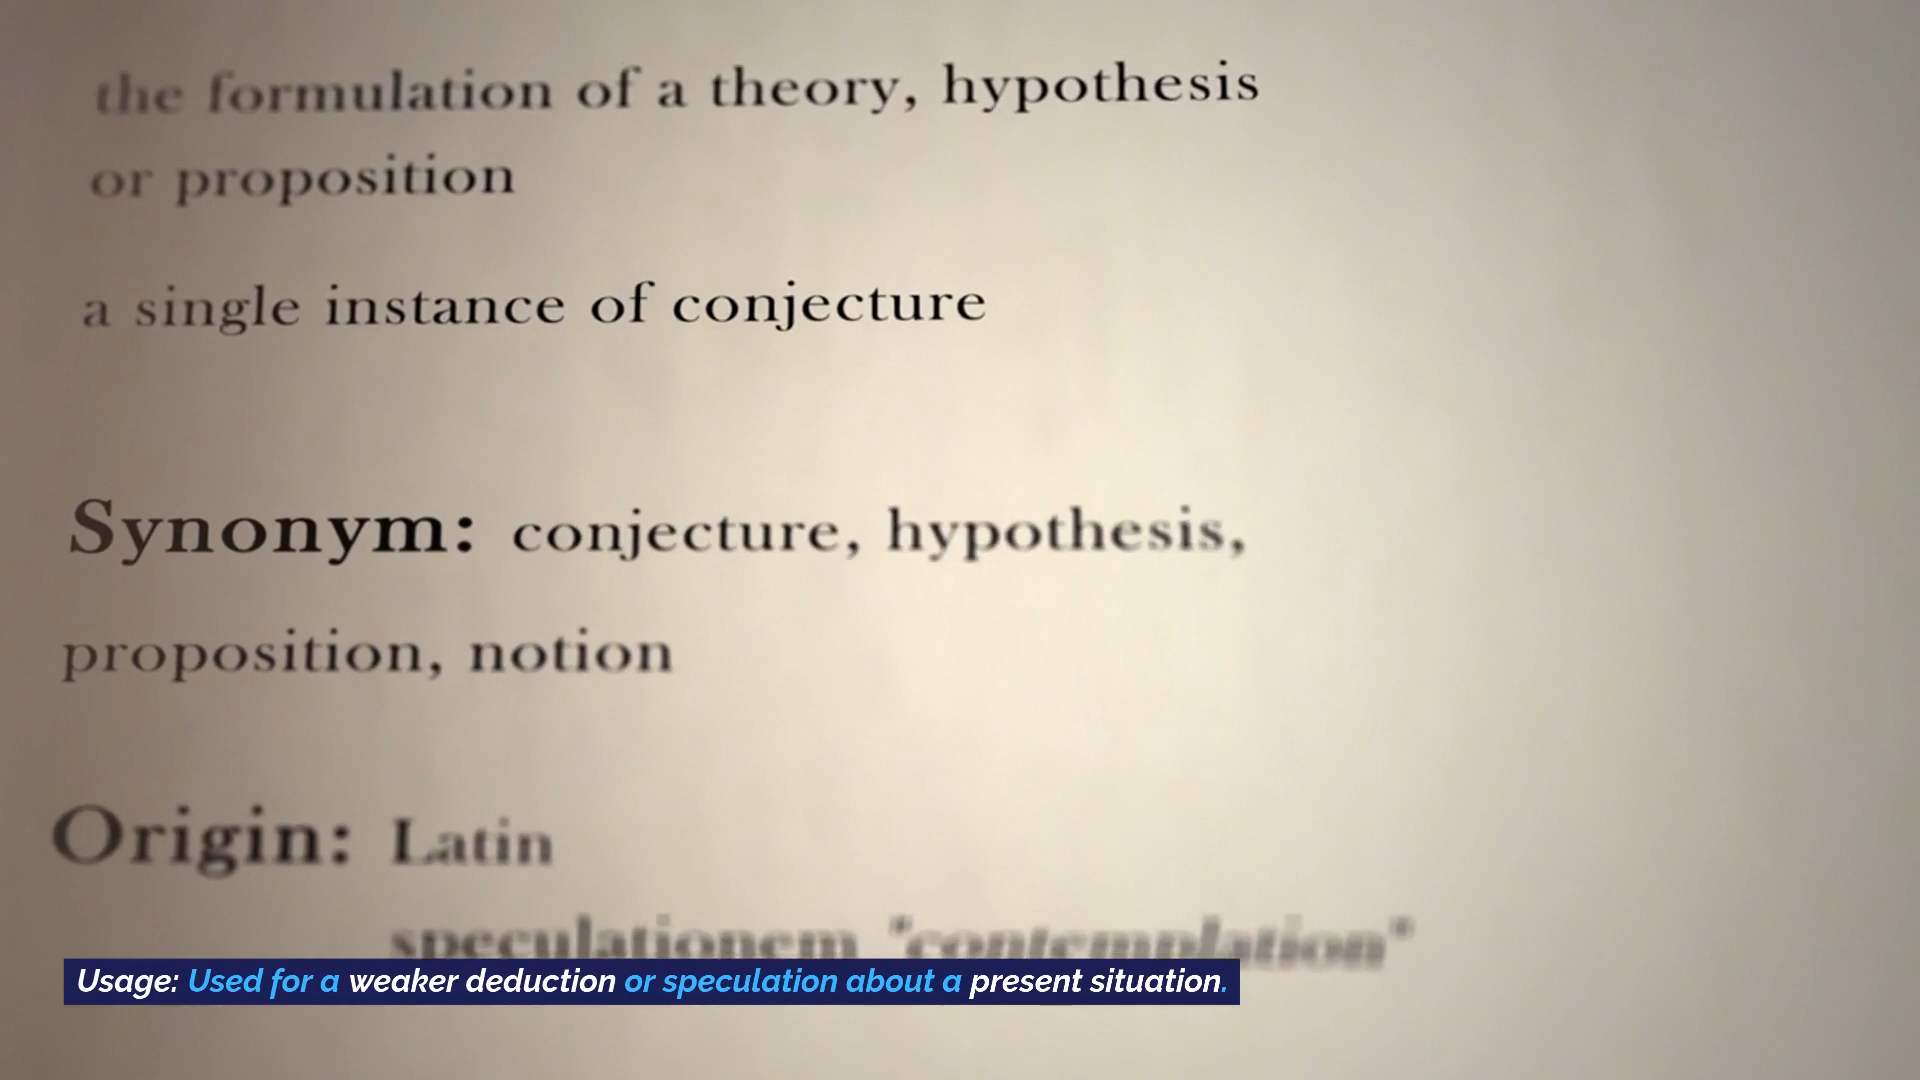 the formulation of a theory, hypothesis
or proposition
a single instance of conjecture
Synonym: conjecture, hypothesis,
proposition, notion
Origin: Latin
speculationem "contemplation"
Usage: Used for a weaker deduction or speculation about a present situation.